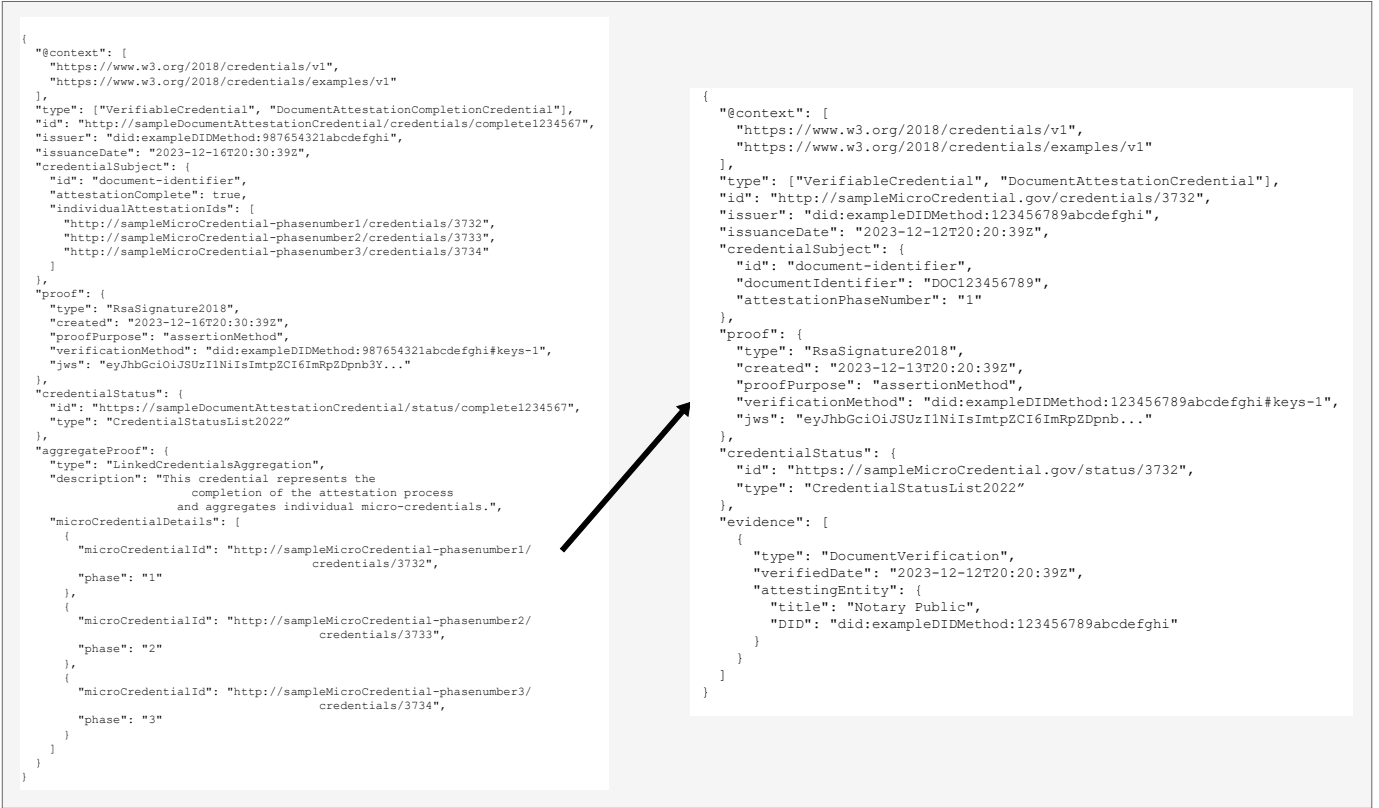 {
  "@context": [
    "https://www.w3.org/2018/credentials/v1",
    "https://www.w3.org/2018/credentials/examples/v1"
  ],
  "type": ["VerifiableCredential", "DocumentAttestationCompletionCredential"],
  "id": "http://sampleDocumentAttestationCredential/credentials/complete1234567",
  "issuer": "did:exampleDIDMethod:987654321abcdefghi",
  "issuanceDate": "2023-12-16T20:30:39Z",
  "credentialSubject": {
    "id": "document-identifier",
    "attestationComplete": true,
    "individualAttestationIds": [
      "http://sampleMicroCredential-phasenumber1/credentials/3732",
      "http://sampleMicroCredential-phasenumber2/credentials/3733",
      "http://sampleMicroCredential-phasenumber3/credentials/3734"
    ]
  },
  "proof": {
    "type": "RsaSignature2018",
    "created": "2023-12-16T20:30:39Z",
    "proofPurpose": "assertionMethod",
    "verificationMethod": "did:exampleDIDMethod:987654321abcdefghi#keys-1",
    "jws": "eyJhbGciOiJSUzI1NiIsImtpZCI6ImRpZDpnb3Y..."
  },
  "credentialStatus": {
    "id": "https://sampleDocumentAttestationCredential/status/complete1234567",
    "type": "CredentialStatusList2022”
  },
  "aggregateProof": {
    "type": "LinkedCredentialsAggregation",
    "description": "This credential represents the
                      completion of the attestation process
                    and aggregates individual micro-credentials.",
    "microCredentialDetails": [
      {
        "microCredentialId": "http://sampleMicroCredential-phasenumber1/
                                        credentials/3732",
        "phase": "1"
      },
      {
        "microCredentialId": "http://sampleMicroCredential-phasenumber2/
                                         credentials/3733",
        "phase": "2"
      },
      {
        "microCredentialId": "http://sampleMicroCredential-phasenumber3/
                                         credentials/3734",
        "phase": "3"
      }
    ]
  }
}
{
  "@context": [
    "https://www.w3.org/2018/credentials/v1",
    "https://www.w3.org/2018/credentials/examples/v1"
  ],
  "type": ["VerifiableCredential", "DocumentAttestationCredential"],
  "id": "http://sampleMicroCredential.gov/credentials/3732",
  "issuer": "did:exampleDIDMethod:123456789abcdefghi",
  "issuanceDate": "2023-12-12T20:20:39Z",
  "credentialSubject": {
    "id": "document-identifier",
    "documentIdentifier": "DOC123456789",
    "attestationPhaseNumber": "1"
  },
  "proof": {
    "type": "RsaSignature2018",
    "created": "2023-12-13T20:20:39Z",
    "proofPurpose": "assertionMethod",
    "verificationMethod": "did:exampleDIDMethod:123456789abcdefghi#keys-1",
    "jws": "eyJhbGciOiJSUzI1NiIsImtpZCI6ImRpZDpnb..."
  },
  "credentialStatus": {
    "id": "https://sampleMicroCredential.gov/status/3732",
    "type": "CredentialStatusList2022”
  },
  "evidence": [
    {
      "type": "DocumentVerification",
      "verifiedDate": "2023-12-12T20:20:39Z",
      "attestingEntity": {
        "title": "Notary Public",
        "DID": "did:exampleDIDMethod:123456789abcdefghi"
      }
    }
  ]
}